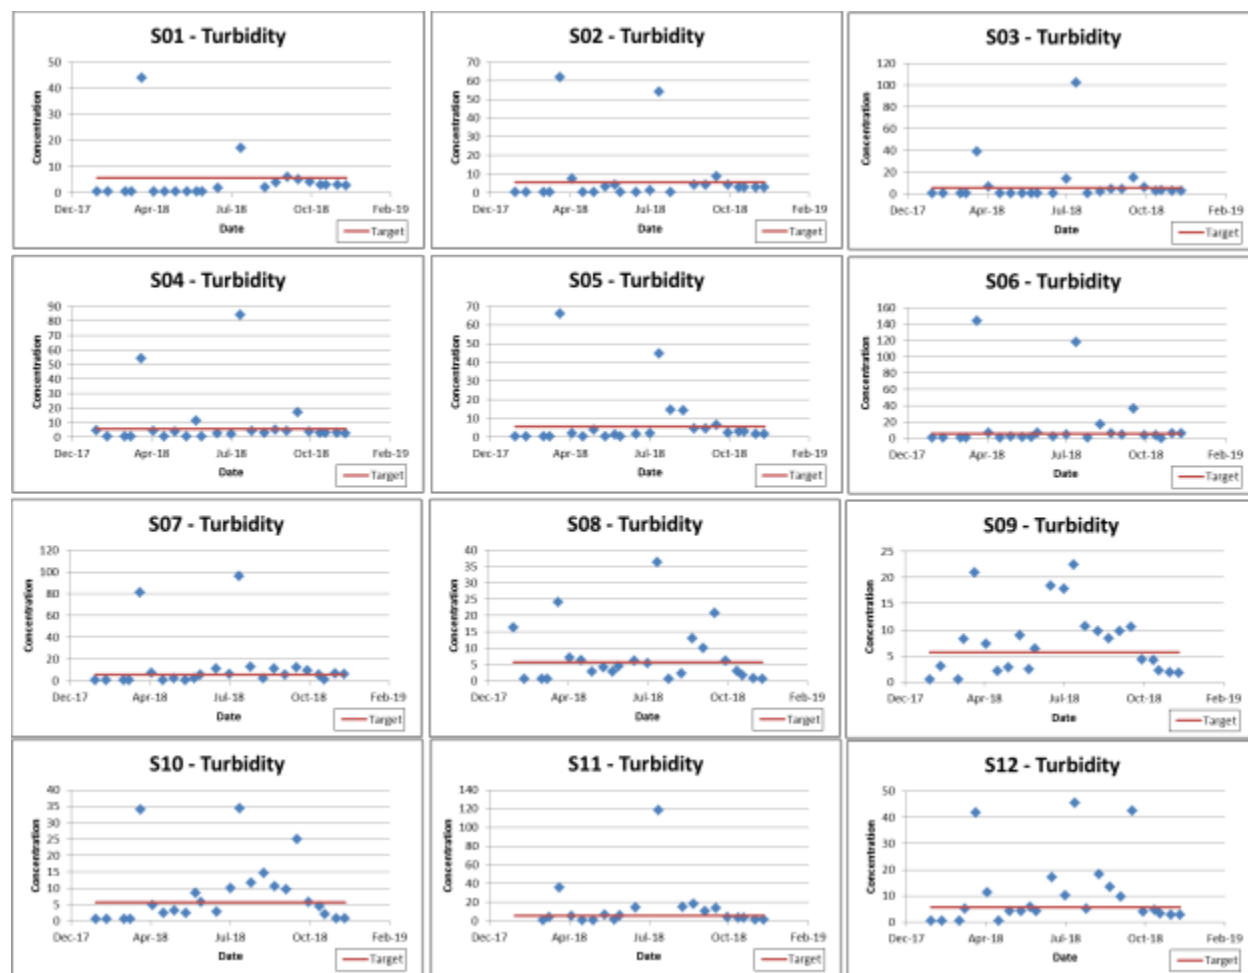 S01 - Turbidity
50
40
30
20
10
0
Concentration
Dec-17 Apr-18 Jul-18 Oct-18 Feb-19
Date
Target
S02 - Turbidity
70
60
50
40
30
20
10
0
Concentration
Dec-17 Apr-18 Jul-18 Oct-18 Feb-19
Date
Target
S03 - Turbidity
120
100
80
60
40
20
0
Concentration
Dec-17 Apr-18 Jul-18 Oct-18 Feb-19
Date
Target
S04 - Turbidity
90
80
70
60
50
40
30
20
10
0
Concentration
Dec-17 Apr-18 Jul-18 Oct-18 Feb-19
Date
Target
S05 - Turbidity
70
60
50
40
30
20
10
0
Concentration
Dec-17 Apr-18 Jul-18 Oct-18 Feb-19
Date
Target
S06 - Turbidity
160
140
120
100
80
60
40
20
0
Concentration
Dec-17 Apr-18 Jul-18 Oct-18 Feb-19
Date
Target
S07 - Turbidity
120
100
80
60
40
20
0
Concentration
Dec-17 Apr-18 Jul-18 Oct-18 Feb-19
Date
Target
S08 - Turbidity
40
35
30
25
20
15
10
5
0
Concentration
Dec-17 Apr-18 Jul-18 Oct-18 Feb-19
Date
Target
S09 - Turbidity
25
20
15
10
5
0
Concentration
Dec-17 Apr-18 Jul-18 Oct-18 Feb-19
Date
Target
S10 - Turbidity
40
35
30
25
20
15
10
5
0
Concentration
Dec-17 Apr-18 Jul-18 Oct-18 Feb-19
Date
Target
S11 - Turbidity
140
120
100
80
60
40
20
0
Concentration
Dec-17 Apr-18 Jul-18 Oct-18 Feb-19
Date
Target
S12 - Turbidity
50
40
30
20
10
0
Concentration
Dec-17 Apr-18 Jul-18 Oct-18 Feb-19
Date
Target